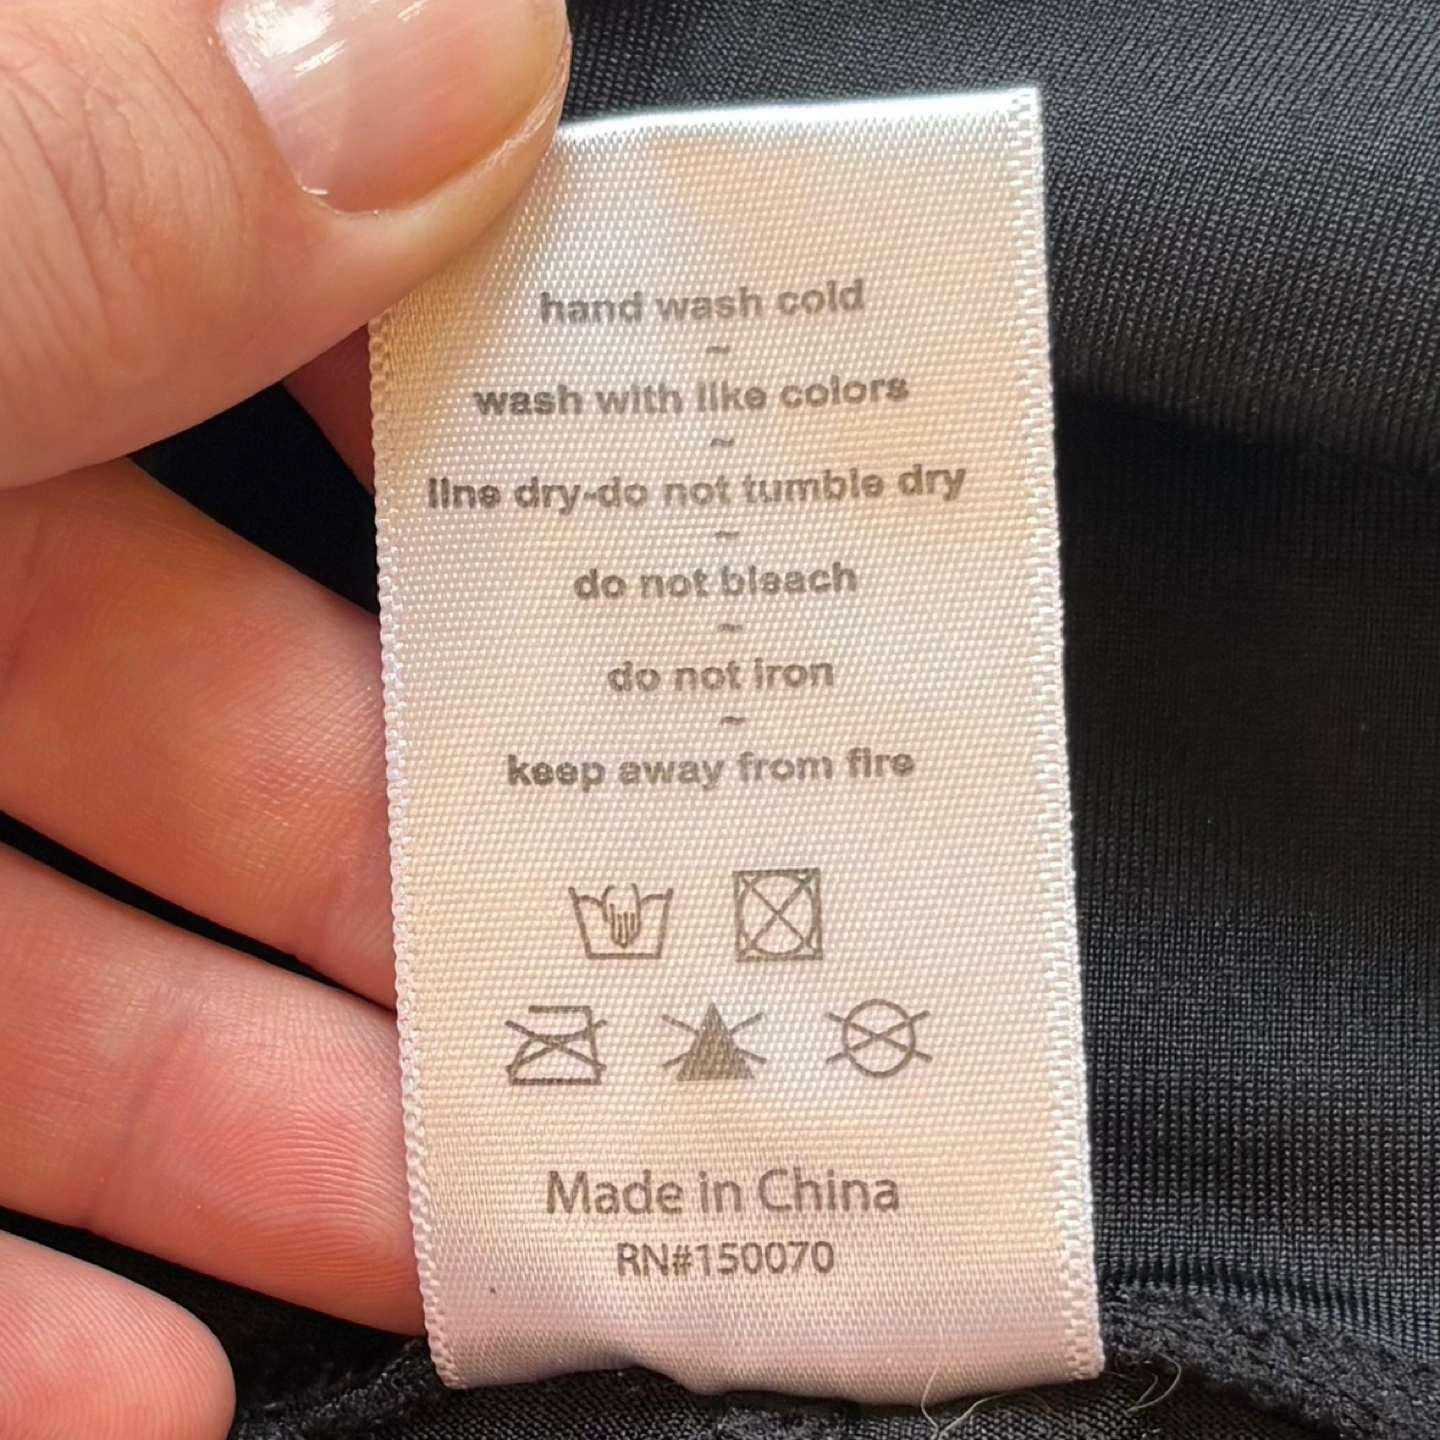 hand wash cold
~
wash with like colors
~
line dry-do not tumble dry
~
do not bleach
~
do not iron
~
keep away from fire
Made in China
RN#150070